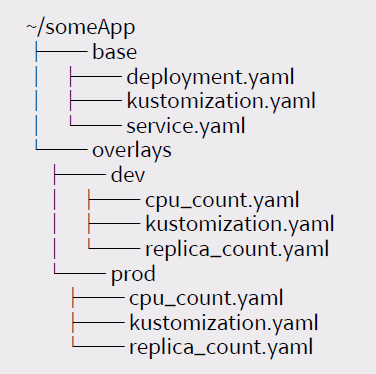 ~/someApp
base
deployment.yaml
kustomization.yaml
service.yaml
overlays
dev
cpu_count.yaml
kustomization.yaml
replica_count.yaml
prod
cpu_count.yaml
kustomization.yaml
replica_count.yaml